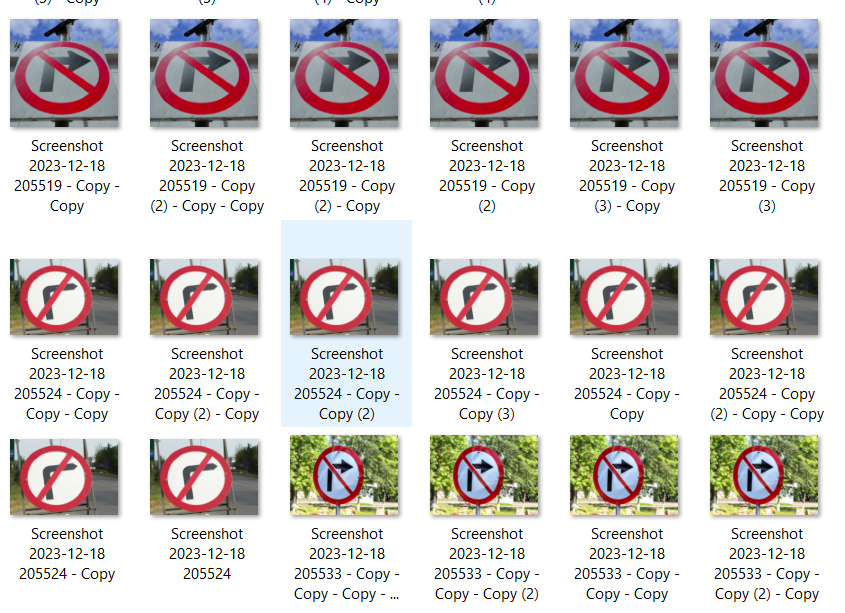 Screenshot
2023-12-18
205519 - Copy -
Copy
Screenshot
2023-12-18
205519 - Copy
(2) - Copy - Copy
Screenshot
2023-12-18
205519 - Copy
(2) - Copy
Screenshot
2023-12-18
205519 - Copy
(2)
Screenshot
2023-12-18
205519 - Copy
(3) - Copy
Screenshot
2023-12-18
205519 - Copy
(3)
Screenshot
2023-12-18
205524 - Copy -
Copy - Copy
Screenshot
2023-12-18
205524 - Copy -
Copy (2) - Copy
Screenshot
2023-12-18
205524 - Copy -
Copy (2)
Screenshot
2023-12-18
205524 - Copy -
Copy (3)
Screenshot
2023-12-18
205524 - Copy -
Copy
Screenshot
2023-12-18
205524 - Copy
(2) - Copy - Copy
Screenshot
2023-12-18
205524 - Copy
Screenshot
2023-12-18
205524
Screenshot
2023-12-18
205533 - Copy -
Copy - Copy - ...
Screenshot
2023-12-18
205533 - Copy -
Copy - Copy (2)
Screenshot
2023-12-18
205533 - Copy -
Copy - Copy
Screenshot
2023-12-18
205533 - Copy -
Copy (2) - Copy